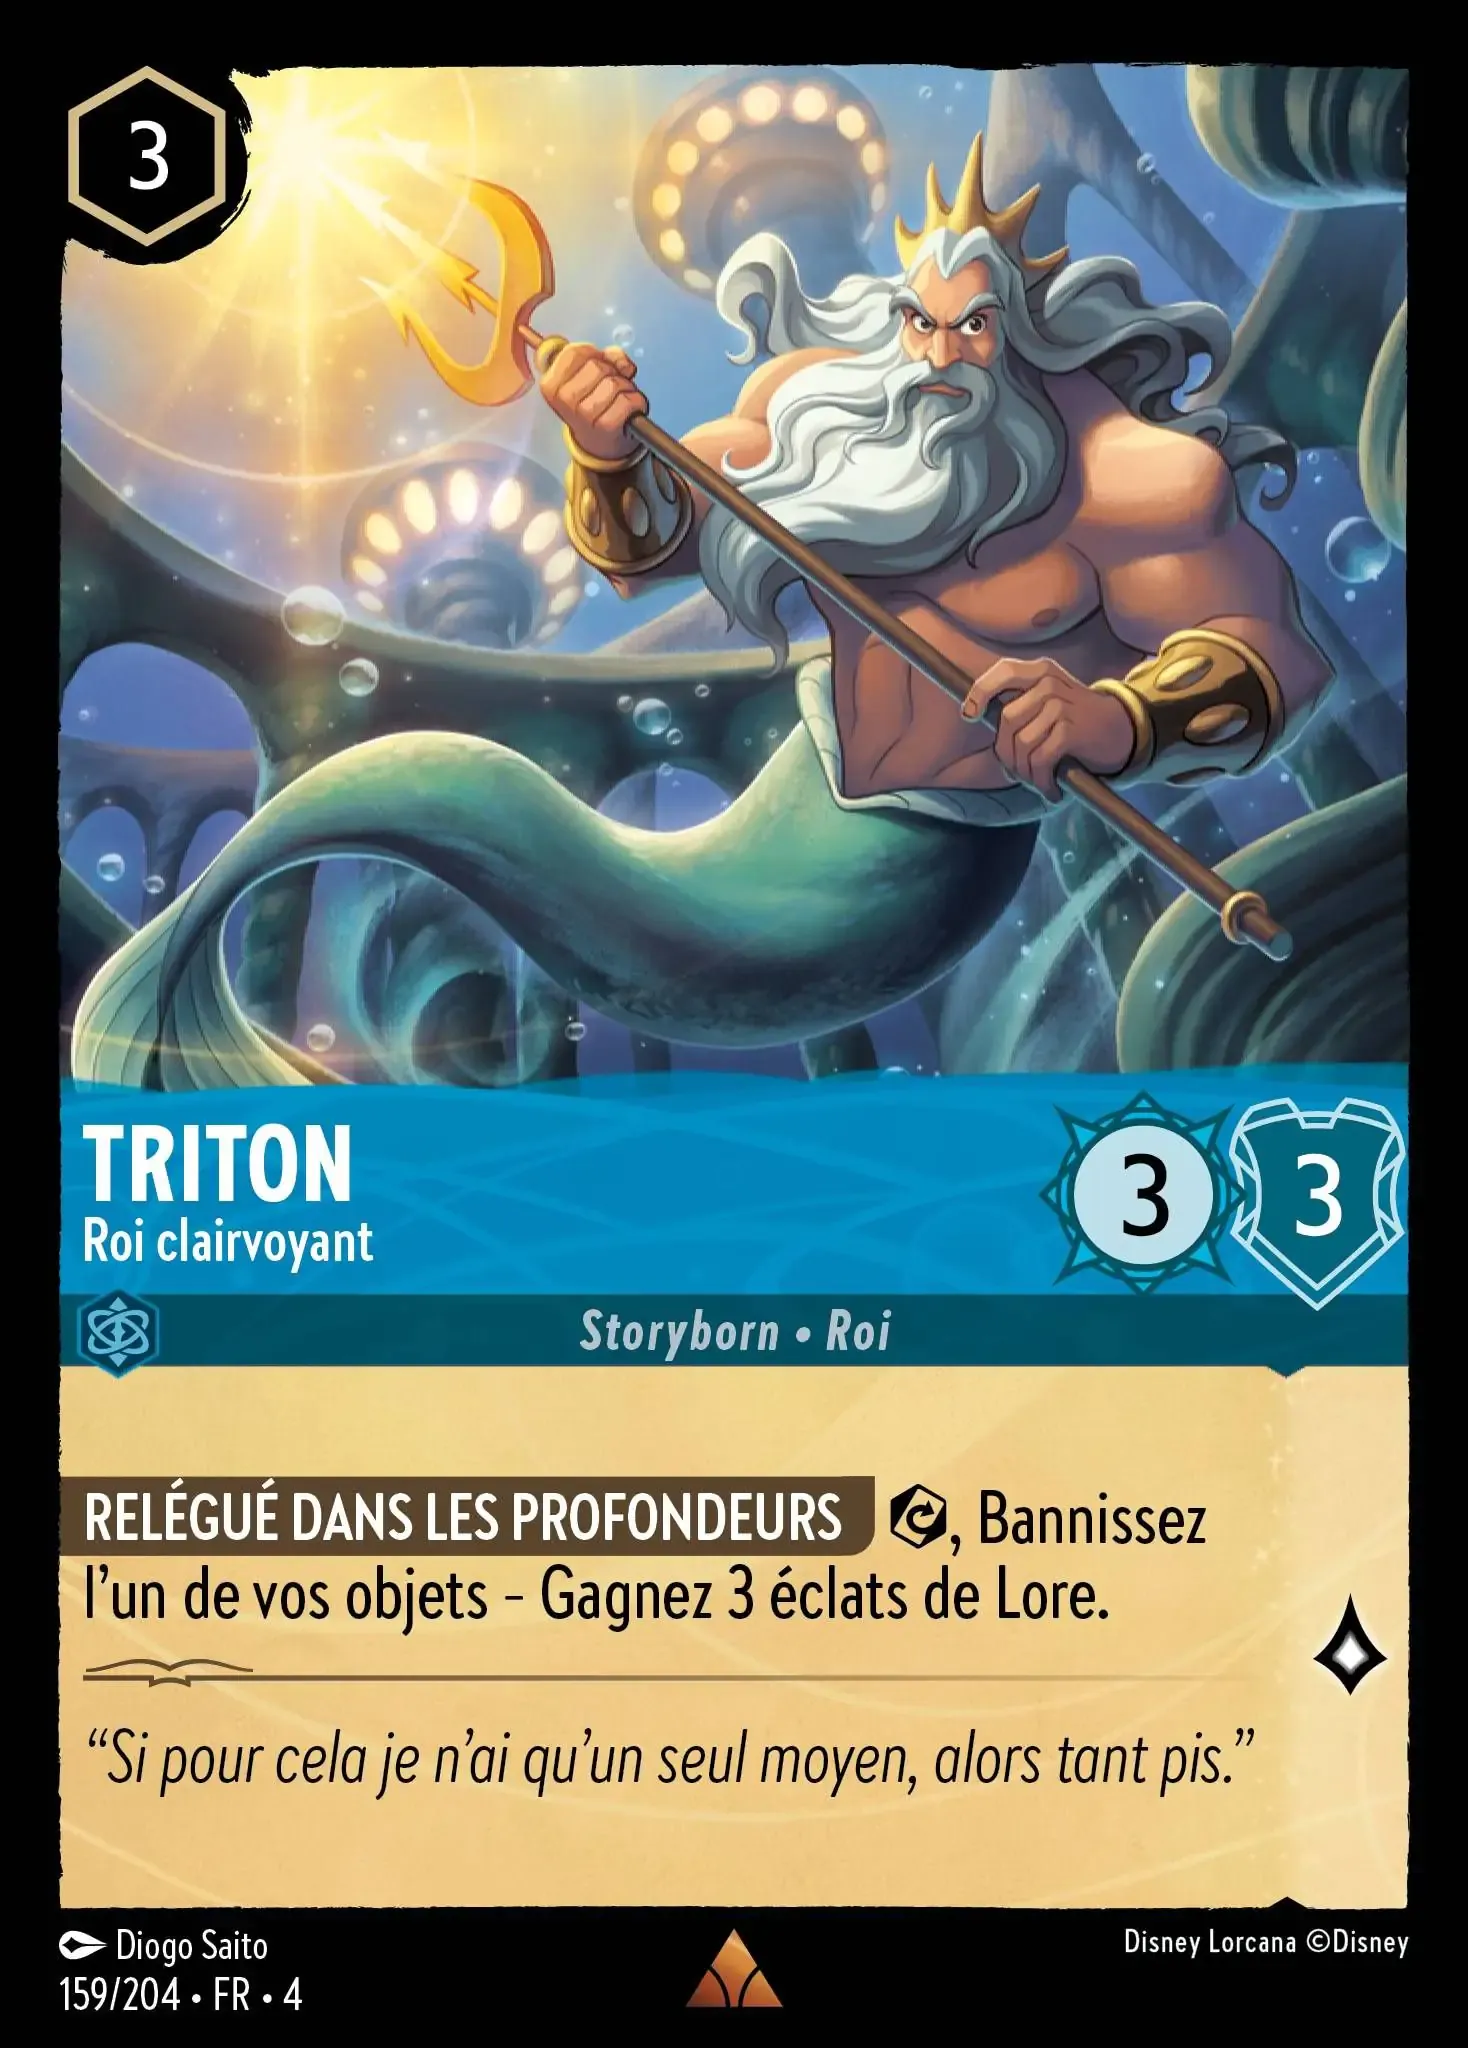 3
TRITON
Roi clairvoyant
3
3
Storyborn • Roi
RELÉGUÉ DANS LES PROFONDEURS , Bannissez
l’un de vos objets – Gagnez 3 éclats de Lore.
“Si pour cela je n’ai qu’un seul moyen, alors tant pis.”
Diogo Saito
Disney Lorcana ©Disney
159/204 • FR • 4